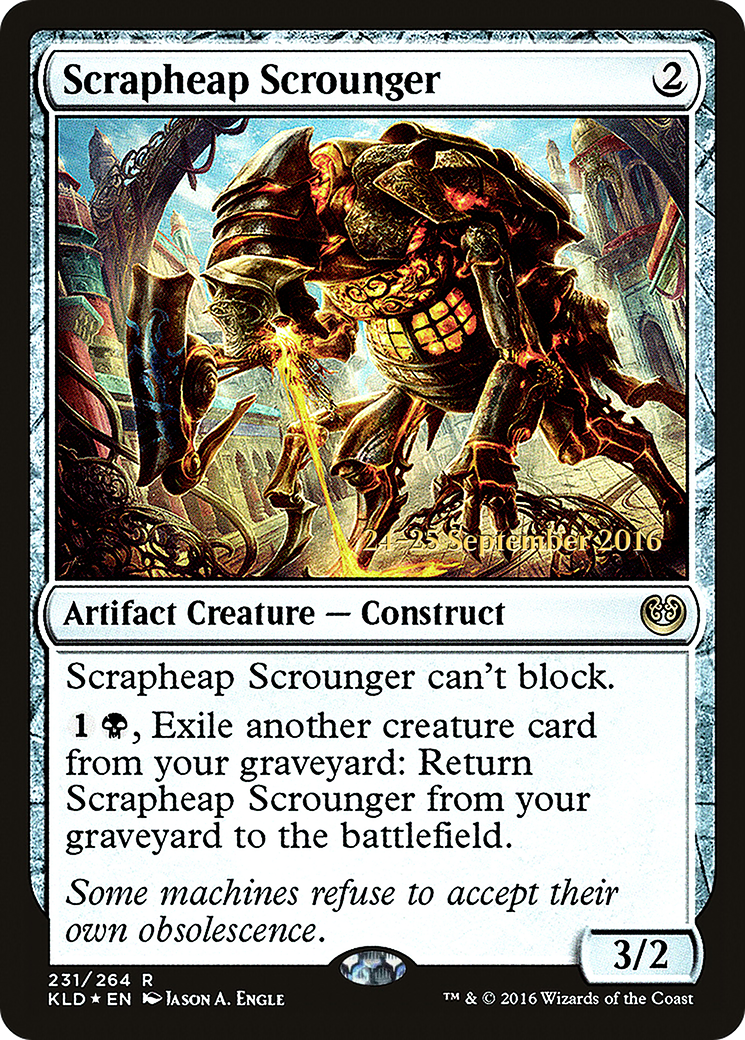 Scrapheap Scrounger 2
24–25 September 2016
Artifact Creature — Construct
Scrapheap Scrounger can't block.
1, Exile another creature card
from your graveyard: Return
Scrapheap Scrounger from your
graveyard to the battlefield.
Some machines refuse to accept their
own obsolescence.
3/2
231/264 R
KLD ★ EN Jason A. Engle
™ & © 2016 Wizards of the Coast